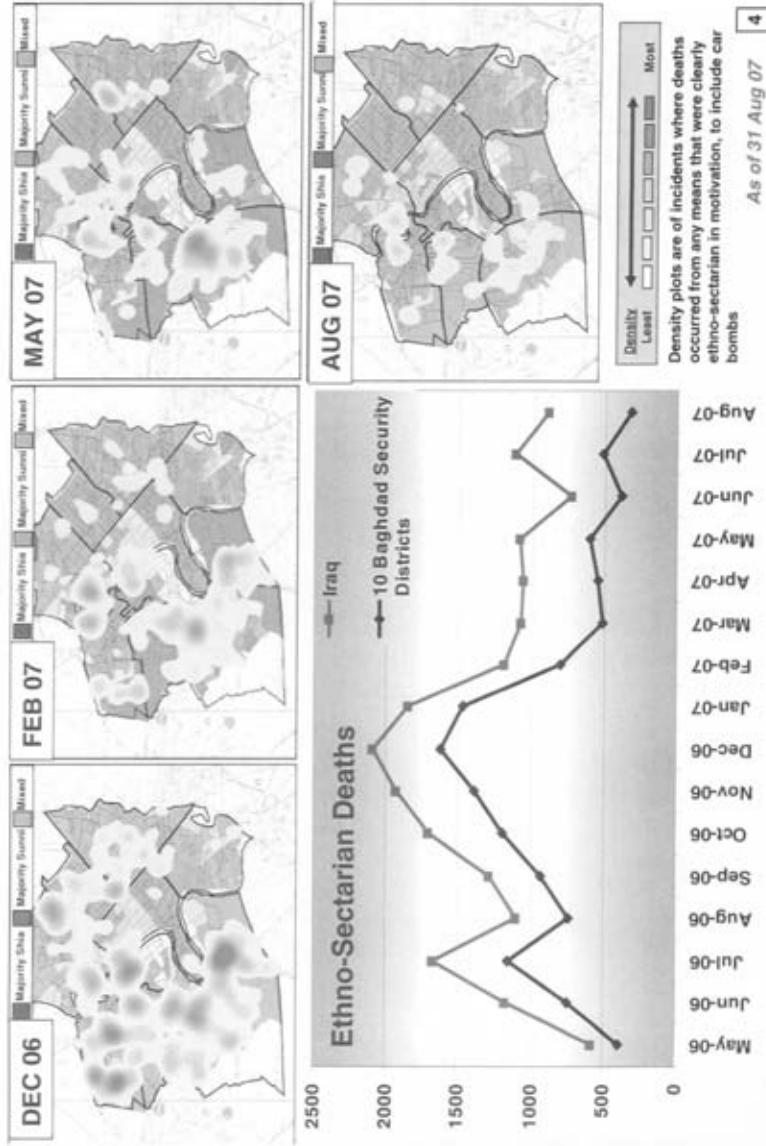 DEC 06
Majority Shia Majority Sunni Mixed
FEB 07
Majority Shia Majority Sunni Mixed
MAY 07
Majority Shia Majority Sunni Mixed
Ethno-Sectarian Deaths
Iraq
10 Baghdad Security
Districts
2500
2000
1500
1000
500
0
May-06
Jun-06
Jul-06
Aug-06
Sep-06
Oct-06
Nov-06
Dec-06
Jan-07
Feb-07
Mar-07
Apr-07
May-07
Jun-07
Jul-07
Aug-07
AUG 07
Majority Shia Majority Sunni Mixed
Density
Least Most
Density plots are of incidents where deaths
occurred from any means that were clearly
ethno-sectarian in motivation, to include car
bombs
As of 31 Aug 07
4